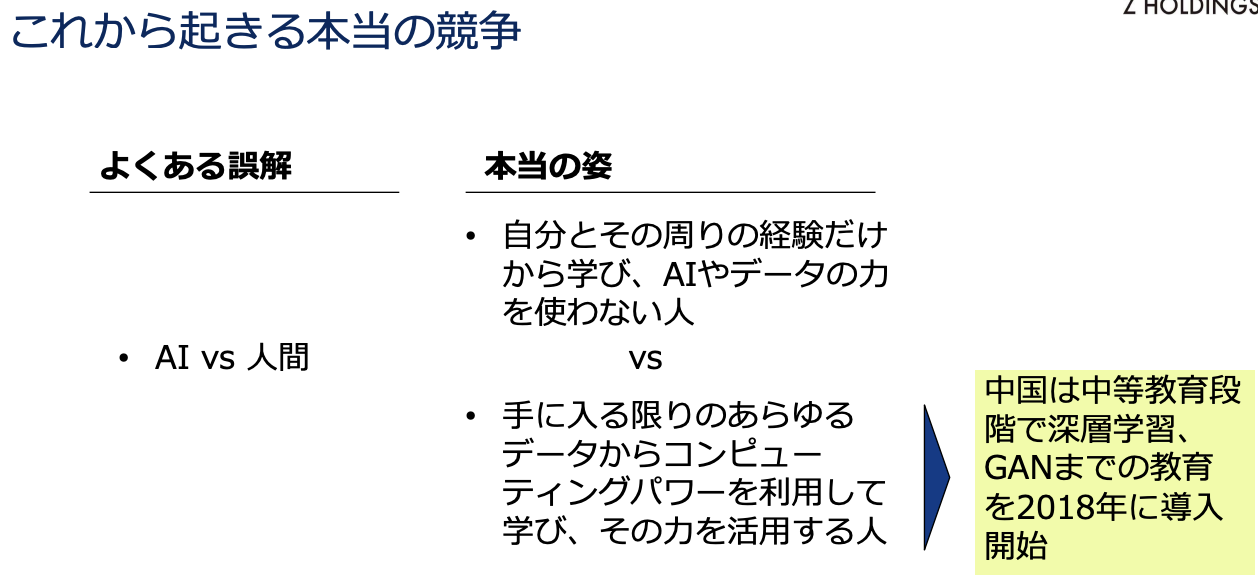 Z HOLDINGS
これから起きる本当の競争
よくある誤解
本当の姿
• AI vs 人間
• 自分とその周りの経験だけ
から学び、AIやデータの力
を使わない人
vs
• 手に入る限りのあらゆる
データからコンピュー
ティングパワーを利用して
学び、その力を活用する人
中国は中等教育段
階で深層学習、
GANまでの教育
を2018年に導入
開始